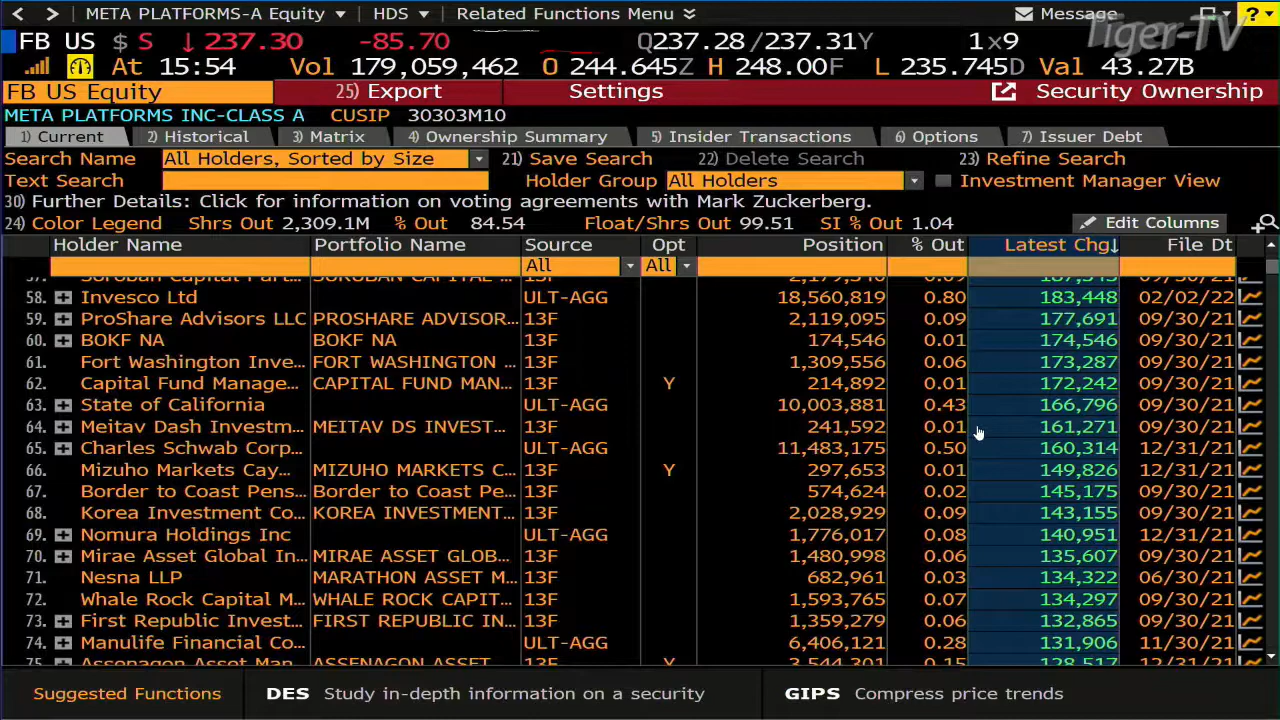 META PLATFORMS-A Equity HDS Related Functions Menu Message ?
Tiger-TV
FB US $ S ↓ 237.30 -85.70 Q237.28/237.31Y 1x9
At 15:54 Vol 179,059,462 O 244.645Z H 248.00F L 235.745D Val 43.27B
FB US Equity 25) Export Settings Security Ownership
META PLATFORMS INC-CLASS A CUSIP 30303M10
1) Current 2) Historical 3) Matrix 4) Ownership Summary 5) Insider Transactions 6) Options 7) Issuer Debt
Search Name All Holders, Sorted by Size 21) Save Search 22) Delete Search 23) Refine Search
Text Search Holder Group All Holders Investment Manager View
30) Further Details: Click for information on voting agreements with Mark Zuckerberg.
24) Color Legend Shrs Out 2,309.1M % Out 84.54 Float/Shrs Out 99.51 SI % Out 1.04 Edit Columns
Holder Name Portfolio Name Source Opt Position % Out Latest Chg↓ File Dt
All All
58. Invesco Ltd ULT-AGG 18,560,819 0.80 183,448 02/02/22
59. ProShare Advisors LLC PROSHARE ADVISOR... 13F 2,119,095 0.09 177,691 09/30/21
60. BOKF NA BOKF NA 13F 174,546 0.01 174,546 09/30/21
61. Fort Washington Inve... FORT WASHINGTON ... 13F 1,309,556 0.06 173,287 09/30/21
62. Capital Fund Manage... CAPITAL FUND MAN... 13F Y 214,892 0.01 172,242 09/30/21
63. State of California ULT-AGG 10,003,881 0.43 166,796 09/30/21
64. Meitav Dash Investm... MEITAV DS INVEST... 13F 241,592 0.01 161,271 09/30/21
65. Charles Schwab Corp... ULT-AGG 11,483,175 0.50 160,314 12/31/21
66. Mizuho Markets Cay... MIZUHO MARKETS C... 13F Y 297,653 0.01 149,826 12/31/21
67. Border to Coast Pens... Border to Coast Pe... 13F 574,624 0.02 145,175 09/30/21
68. Korea Investment Co... KOREA INVESTMENT... 13F 2,028,929 0.09 143,155 09/30/21
69. Nomura Holdings Inc ULT-AGG 1,776,017 0.08 140,951 12/31/21
70. Mirae Asset Global In... MIRAE ASSET GLOB... 13F 1,480,998 0.06 135,607 09/30/21
71. Nesna LLP MARATHON ASSET M... 13F 682,961 0.03 134,322 06/30/21
72. Whale Rock Capital M... WHALE ROCK CAPIT... 13F 1,593,765 0.07 134,297 09/30/21
73. First Republic Invest... FIRST REPUBLIC IN... 13F 1,359,279 0.06 132,865 09/30/21
74. Manulife Financial Co... ULT-AGG 6,406,121 0.28 131,906 11/30/21
75. Assenagon Asset Man... ASSENAGON ASSET ... 13F Y 3,544,301 0.15 128,517 12/31/21
Suggested Functions DES Study in-depth information on a security GIPS Compress price trends